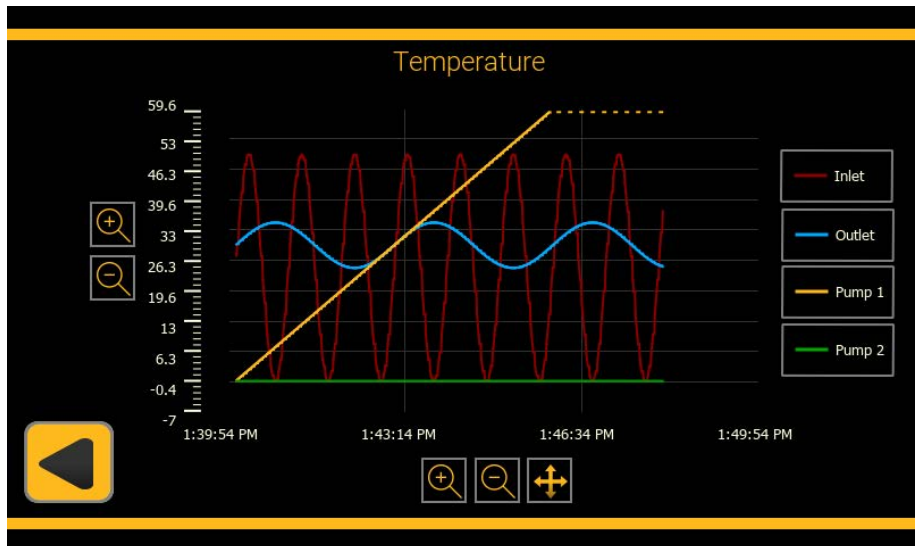 Temperature
59.6
53
46.3
39.6
33
26.3
19.6
13
6.3
-0.4
-7
1:39:54 PM 1:43:14 PM 1:46:34 PM 1:49:54 PM
Inlet
Outlet
Pump 1
Pump 2